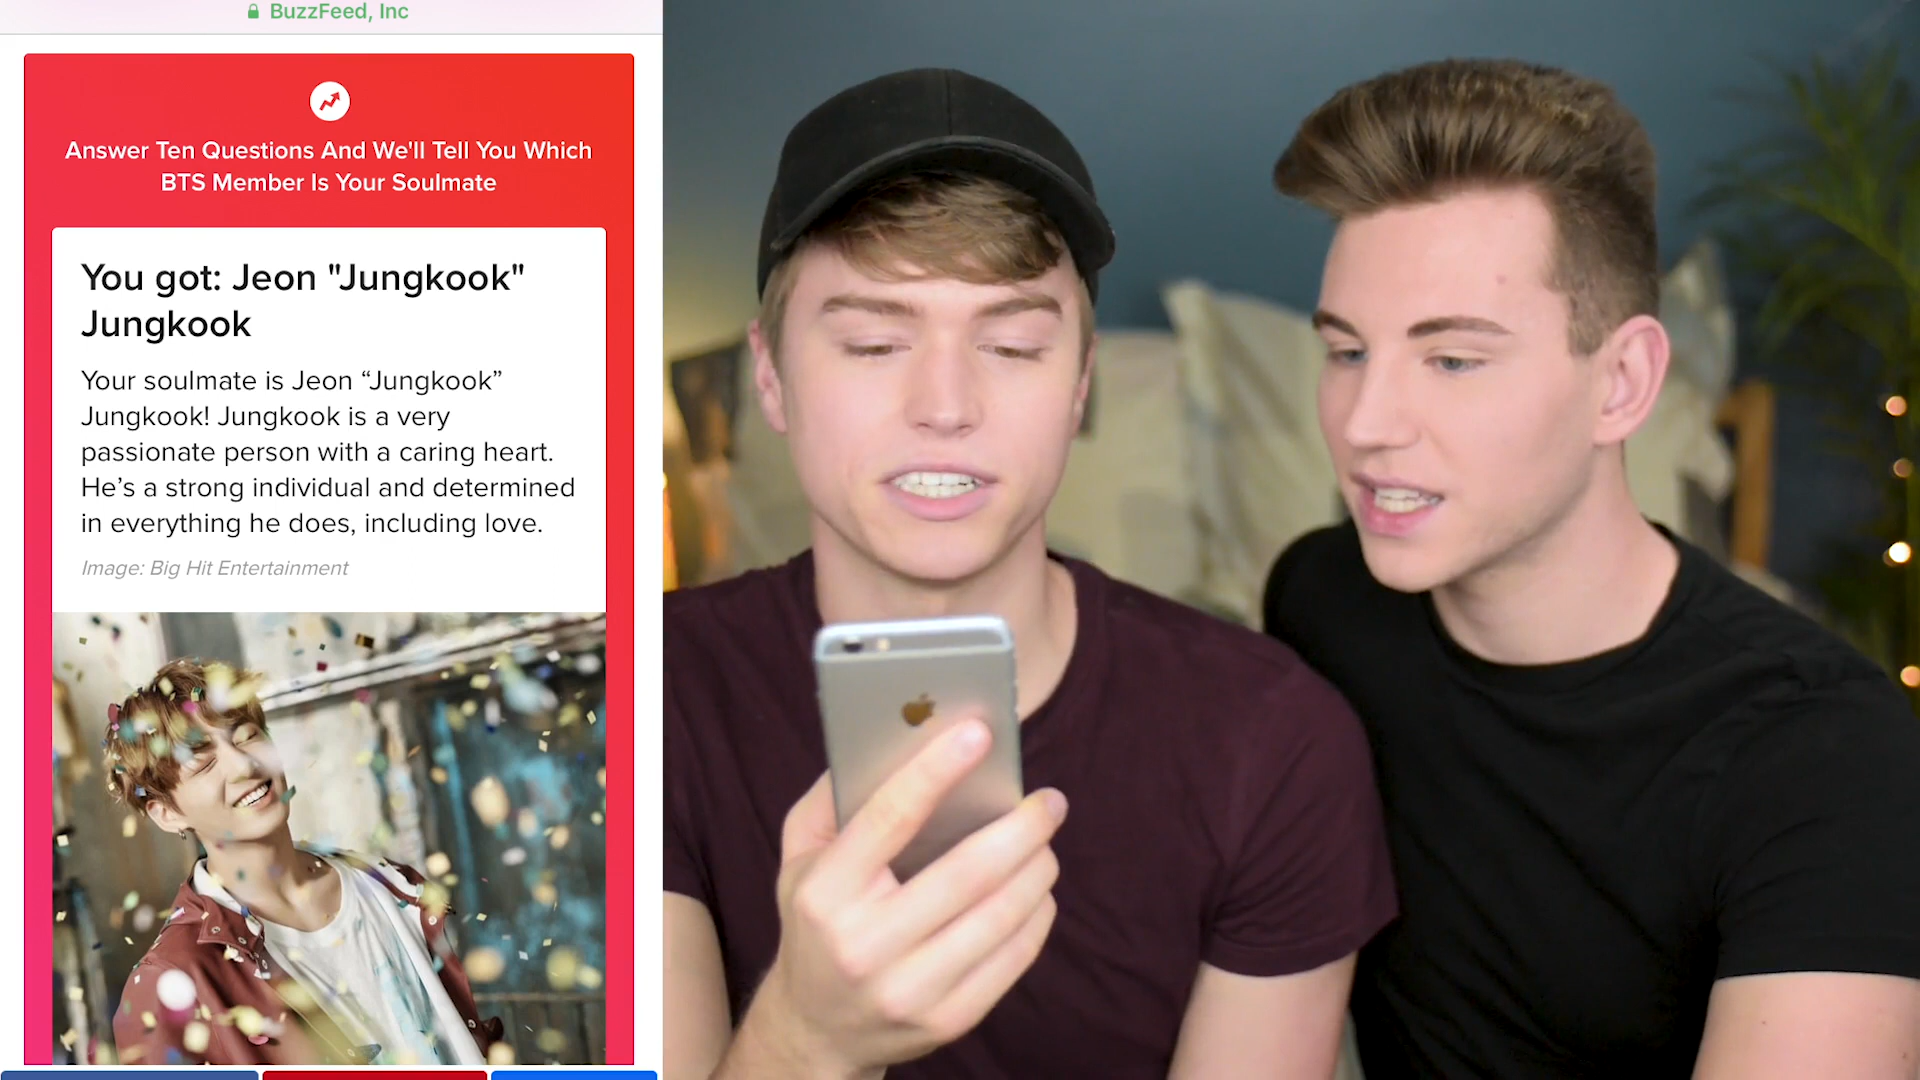 BuzzFeed, Inc
Answer Ten Questions And We'll Tell You Which
BTS Member Is Your Soulmate
You got: Jeon "Jungkook"
Jungkook
Your soulmate is Jeon “Jungkook”
Jungkook! Jungkook is a very
passionate person with a caring heart.
He’s a strong individual and determined
in everything he does, including love.
Image: Big Hit Entertainment